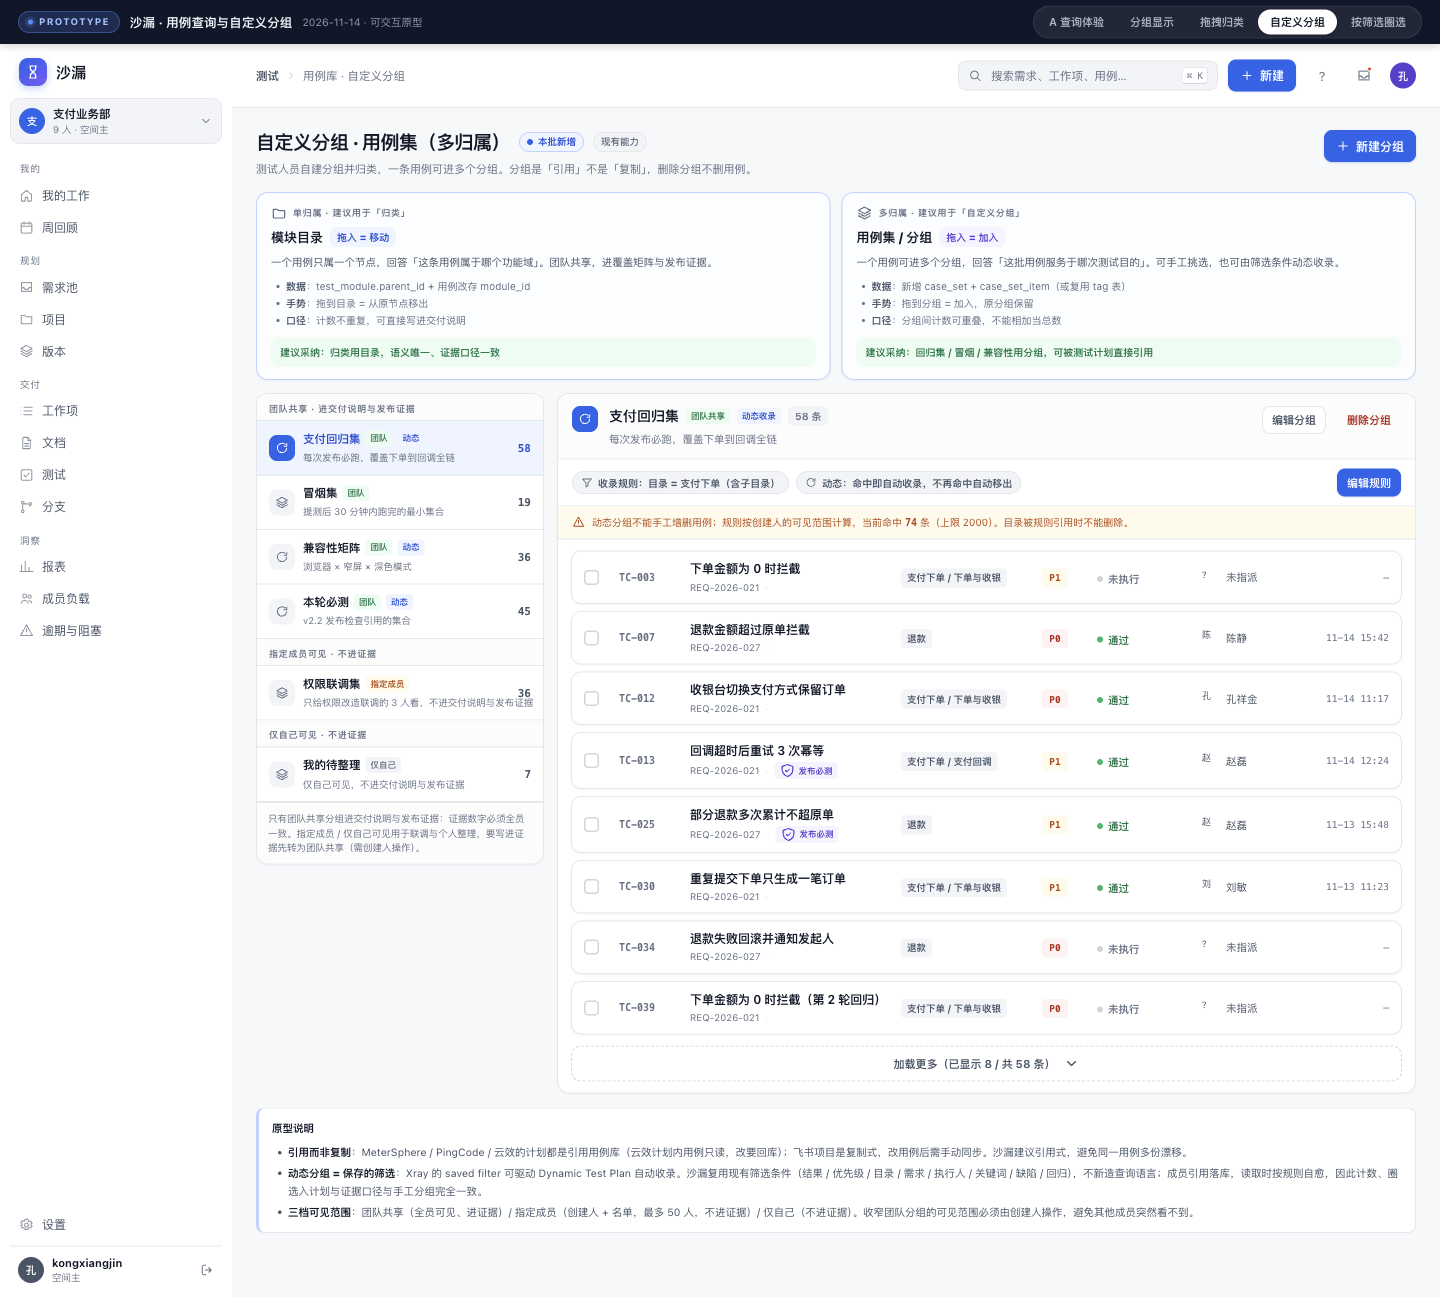 PROTOTYPE 沙漏 · 用例查询与自定义分组 2026-11-14 · 可交互原型
A 查询体验 分组显示 拖拽归类 自定义分组 按筛选圈选
沙漏
支 支付业务部
9 人 · 空间主
我的
我的工作
周回顾
规划
需求池
项目
版本
交付
工作项
文档
测试
分支
洞察
报表
成员负载
逾期与阻塞
设置
孔 kongxiangjin
空间主
测试 用例库 · 自定义分组
搜索需求、工作项、用例… ⌘ K
新建 ? 孔
自定义分组 · 用例集（多归属） 本批新增 现有能力
新建分组
测试人员自建分组并归类，一条用例可进多个分组。分组是「引用」不是「复制」，删除分组不删用例。
单归属 · 建议用于「归类」
模块目录 拖入 = 移动
一个用例只属一个节点，回答「这条用例属于哪个功能域」。团队共享，进覆盖矩阵与发布证据。
• 数据：test_module.parent_id + 用例改存 module_id
• 手势：拖到目录 = 从原节点移出
• 口径：计数不重复，可直接写进交付说明
建议采纳：归类用目录，语义唯一、证据口径一致
多归属 · 建议用于「自定义分组」
用例集 / 分组 拖入 = 加入
一个用例可进多个分组，回答「这批用例服务于哪次测试目的」。可手工挑选，也可由筛选条件动态收录。
• 数据：新增 case_set + case_set_item（或复用 tag 表）
• 手势：拖到分组 = 加入，原分组保留
• 口径：分组间计数可重叠，不能相加当总数
建议采纳：回归集 / 冒烟 / 兼容性用分组，可被测试计划直接引用
团队共享 · 进交付说明与发布证据
支付回归集 团队 动态 58
每次发布必跑，覆盖下单到回调全链
冒烟集 团队 19
提测后 30 分钟内跑完的最小集合
兼容性矩阵 团队 动态 36
浏览器 × 窄屏 × 深色模式
本轮必测 团队 动态 45
v2.2 发布检查引用的集合
指定成员可见 · 不进证据
权限联调集 指定成员 36
只给权限改造联调的 3 人看，不进交付说明与发布证据
仅自己可见 · 不进证据
我的待整理 仅自己 7
仅自己可见，不进交付说明与发布证据
只有团队共享分组进交付说明与发布证据：证据数字必须全员
一致。指定成员 / 仅自己可见用于联调与个人整理，要写进证
据先转为团队共享（需创建人操作）。
支付回归集 团队共享 动态收录 58 条
每次发布必跑，覆盖下单到回调全链
编辑分组 删除分组
收录规则：目录 = 支付下单（含子目录） 动态：命中即自动收录，不再命中自动移出 编辑规则
动态分组不能手工增删用例；规则按创建人的可见范围计算，当前命中 74 条（上限 2000）。目录被规则引用时不能删除。
TC-003 下单金额为 0 时拦截 支付下单 / 下单与收银 P1 未执行 ? 未指派 —
REQ-2026-021 ·
TC-007 退款金额超过原单拦截 退款 P0 通过 陈 陈静 11-14 15:42
REQ-2026-027 ·
TC-012 收银台切换支付方式保留订单 支付下单 / 下单与收银 P0 通过 孔 孔祥金 11-14 11:17
REQ-2026-021 ·
TC-013 回调超时后重试 3 次幂等 支付下单 / 支付回调 P1 通过 赵 赵磊 11-14 12:24
REQ-2026-021 · 发布必测
TC-025 部分退款多次累计不超原单 退款 P1 通过 赵 赵磊 11-13 15:48
REQ-2026-027 · 发布必测
TC-030 重复提交下单只生成一笔订单 支付下单 / 下单与收银 P1 通过 刘 刘敏 11-13 11:23
REQ-2026-021 ·
TC-034 退款失败回滚并通知发起人 退款 P0 未执行 ? 未指派 —
REQ-2026-027 ·
TC-039 下单金额为 0 时拦截（第 2 轮回归） 支付下单 / 下单与收银 P0 未执行 ? 未指派 —
REQ-2026-021 ·
加载更多（已显示 8 / 共 58 条）
原型说明
• 引用而非复制：MeterSphere / PingCode / 云效的计划都是引用用例库（云效计划内用例只读，改要回库）；飞书项目是复制式，改用例后需手动同步。沙漏建议引用式，避免同一用例多份漂移。
• 动态分组 = 保存的筛选：Xray 的 saved filter 可驱动 Dynamic Test Plan 自动收录。沙漏复用现有筛选条件（结果 / 优先级 / 目录 / 需求 / 执行人 / 关键词 / 缺陷 / 回归），不新造查询语言；成员引用落库，读取时按规则自愈，因此计数、圈
选入计划与证据口径与手工分组完全一致。
• 三档可见范围：团队共享（全员可见、进证据）/ 指定成员（创建人 + 名单，最多 50 人，不进证据）/ 仅自己（不进证据）。收窄团队分组的可见范围必须由创建人操作，避免其他成员突然看不到。